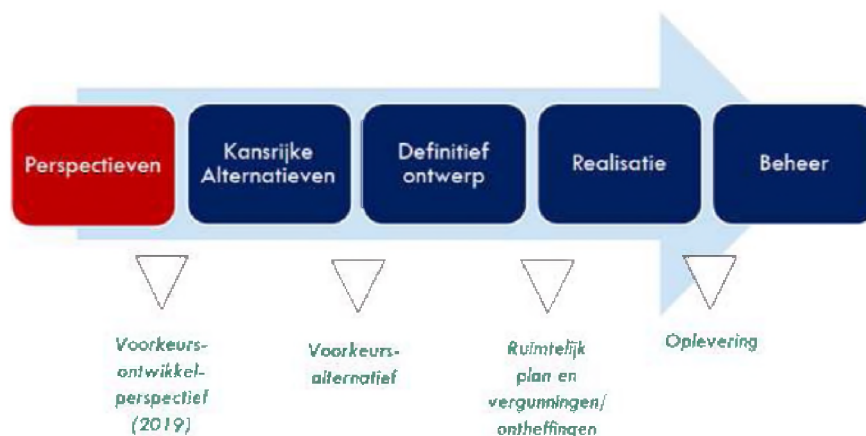 Perspectieven
Kansrijke
Alternatieven
Definitief
ontwerp
Realisatie
Beheer
Voorkeurs-
ontwikkel-
perspectief
(2019)
Voorkeurs-
alternatief
Ruimtelijk
plan en
vergunningen/
ontheffingen
Oplevering